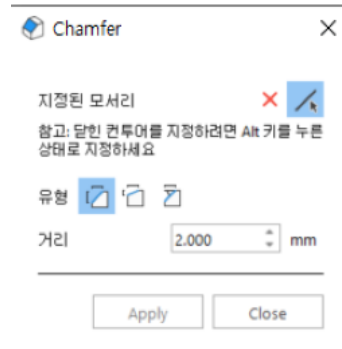 Chamfer
지정된 모서리
참고: 닫힌 컨투어를 지정하려면 Alt 키를 누른
상태로 지정하세요
유형
거리 2.000 mm
Apply Close